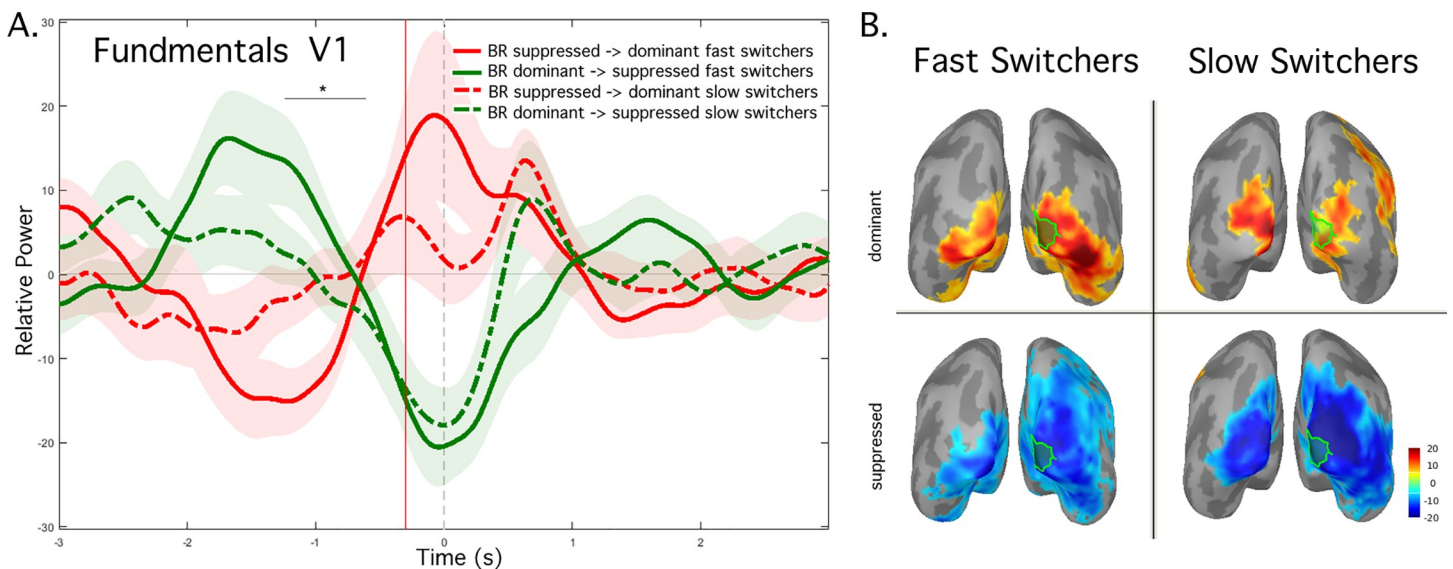 A.
Fundmentals V1
*
BR suppressed -> dominant fast switchers
BR dominant -> suppressed fast switchers
BR suppressed -> dominant slow switchers
BR dominant -> suppressed slow switchers
Relative Power
30
20
10
0
-10
-20
-30
-3
-2
-1
0
1
2
Time (s)
B.
Fast Switchers
Slow Switchers
dominant
suppressed
20
10
0
-10
-20